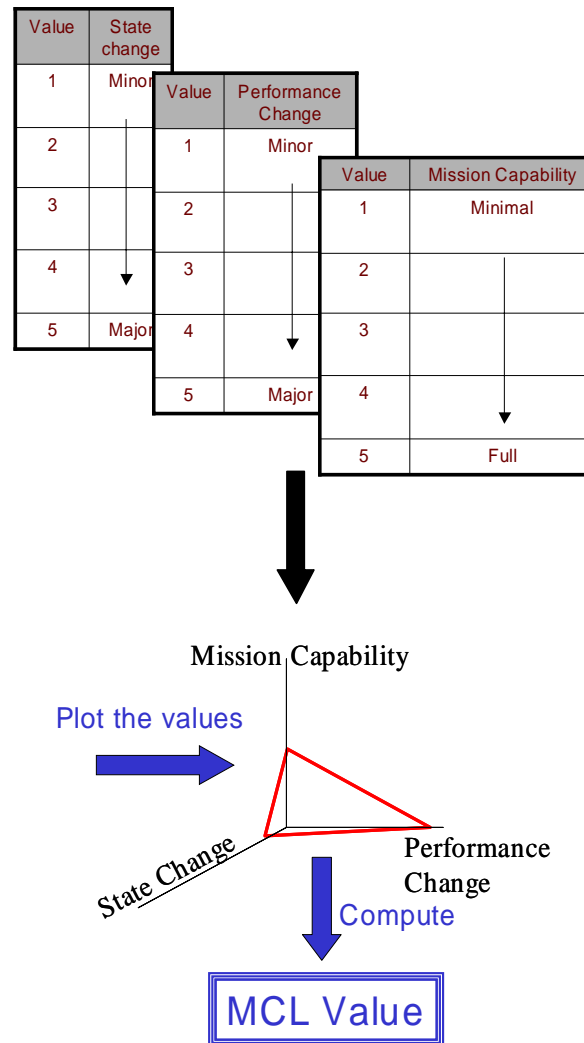 Value State change
1 Minor
2
3
4
5 Major
Value Performance Change
1 Minor
2
3
4
5 Major
Value Mission Capability
1 Minimal
2
3
4
5 Full
Mission Capability
Plot the values
State Change
Performance
Change
Compute
MCL Value